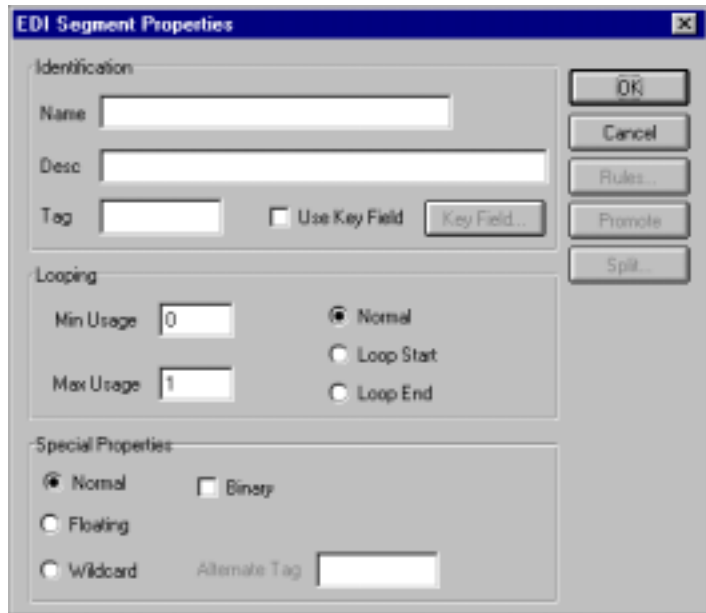 EDI Segment Properties
Identification
Name
Desc
Tag
Use Key Field
Key Field...
OK
Cancel
Rules...
Promote
Split...
Looping
Min Usage 0
Max Usage 1
Normal
Loop Start
Loop End
Special Properties
Normal
Binary
Floating
Wildcard
Alternate Tag